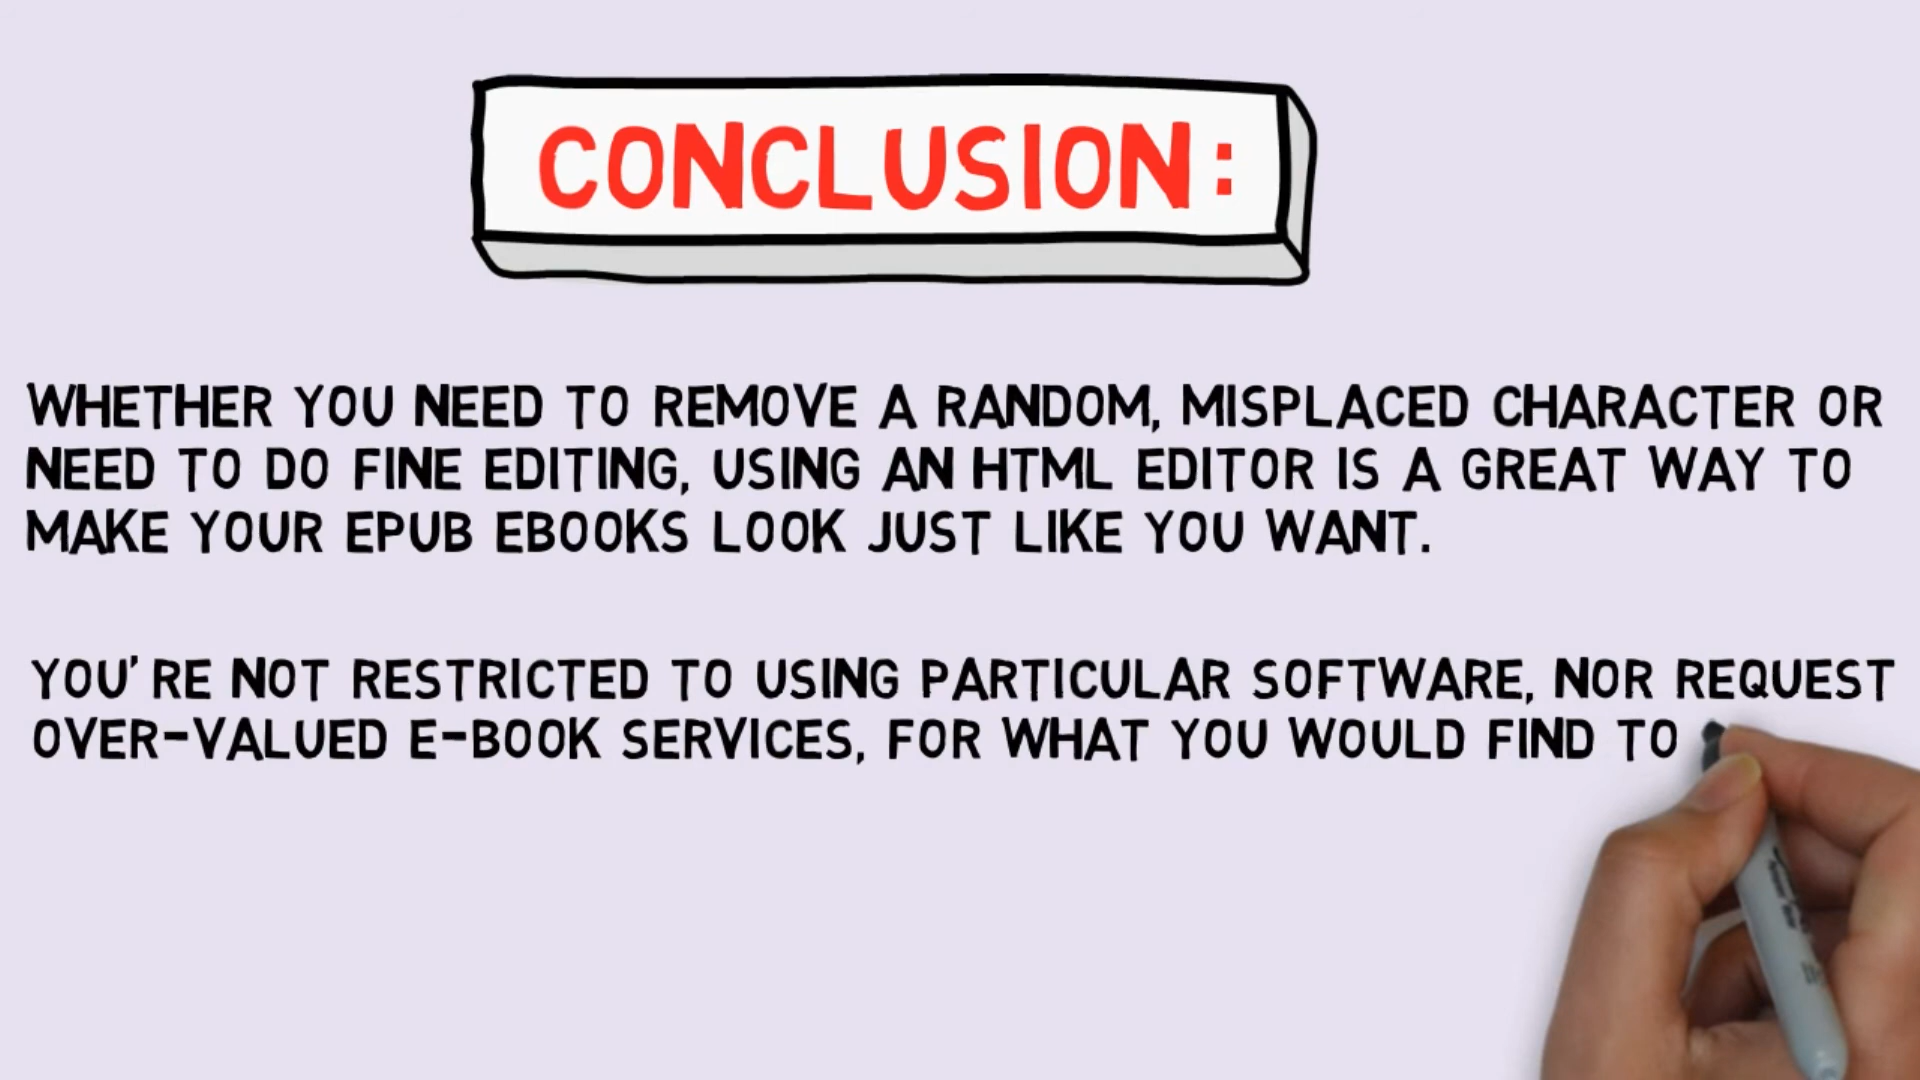 CONCLUSION:
WHETHER YOU NEED TO REMOVE A RANDOM, MISPLACED CHARACTER OR
NEED TO DO FINE EDITING, USING AN HTML EDITOR IS A GREAT WAY TO
MAKE YOUR EPUB EBOOKS LOOK JUST LIKE YOU WANT.
YOU'RE NOT RESTRICTED TO USING PARTICULAR SOFTWARE, NOR REQUEST
OVER-VALUED E-BOOK SERVICES, FOR WHAT YOU WOULD FIND TO